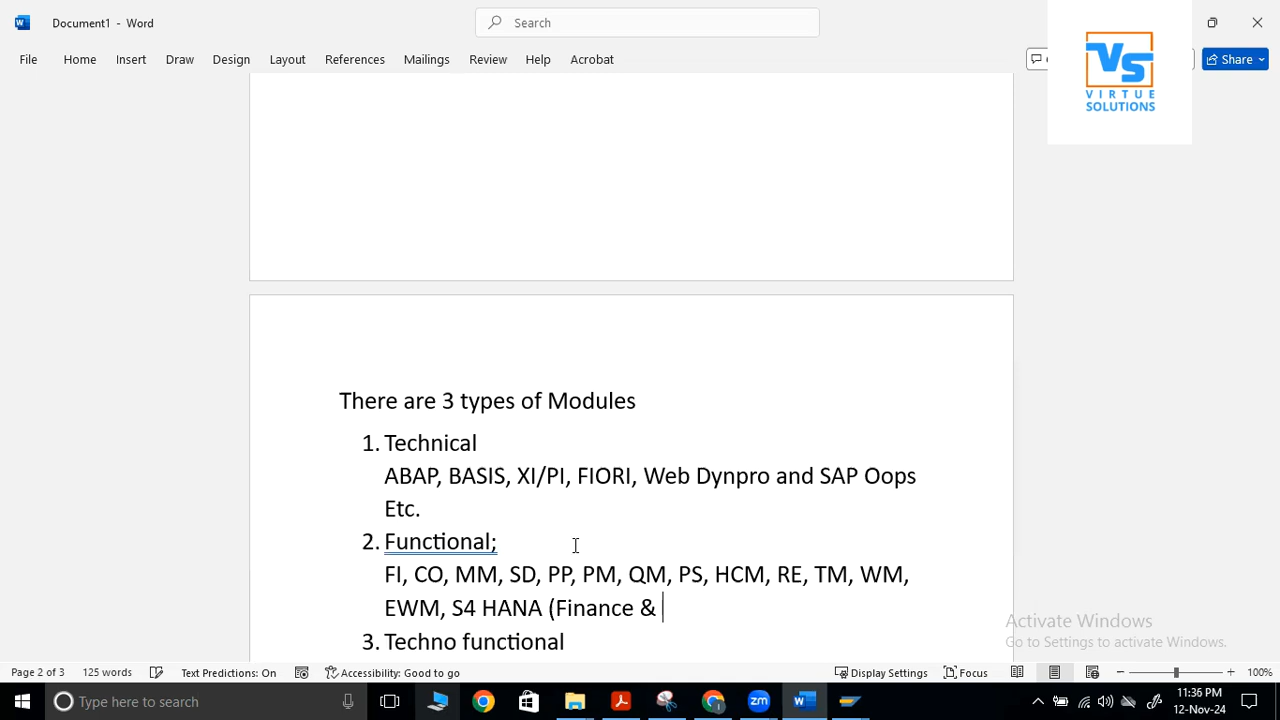 Document1 - Word
Search
File Home Insert Draw Design Layout References Mailings Review Help Acrobat
Share
VS
VIRTUE
SOLUTIONS
There are 3 types of Modules
1. Technical
ABAP, BASIS, XI/PI, FIORI, Web Dynpro and SAP Oops
Etc.
2. Functional;
FI, CO, MM, SD, PP, PM, QM, PS, HCM, RE, TM, WM,
EWM, S4 HANA (Finance &
3. Techno functional
Activate Windows
Go to Settings to activate Windows.
Page 2 of 3 125 words Text Predictions: On Accessibility: Good to go Display Settings Focus 100%
Type here to search
11:36 PM
12-Nov-24